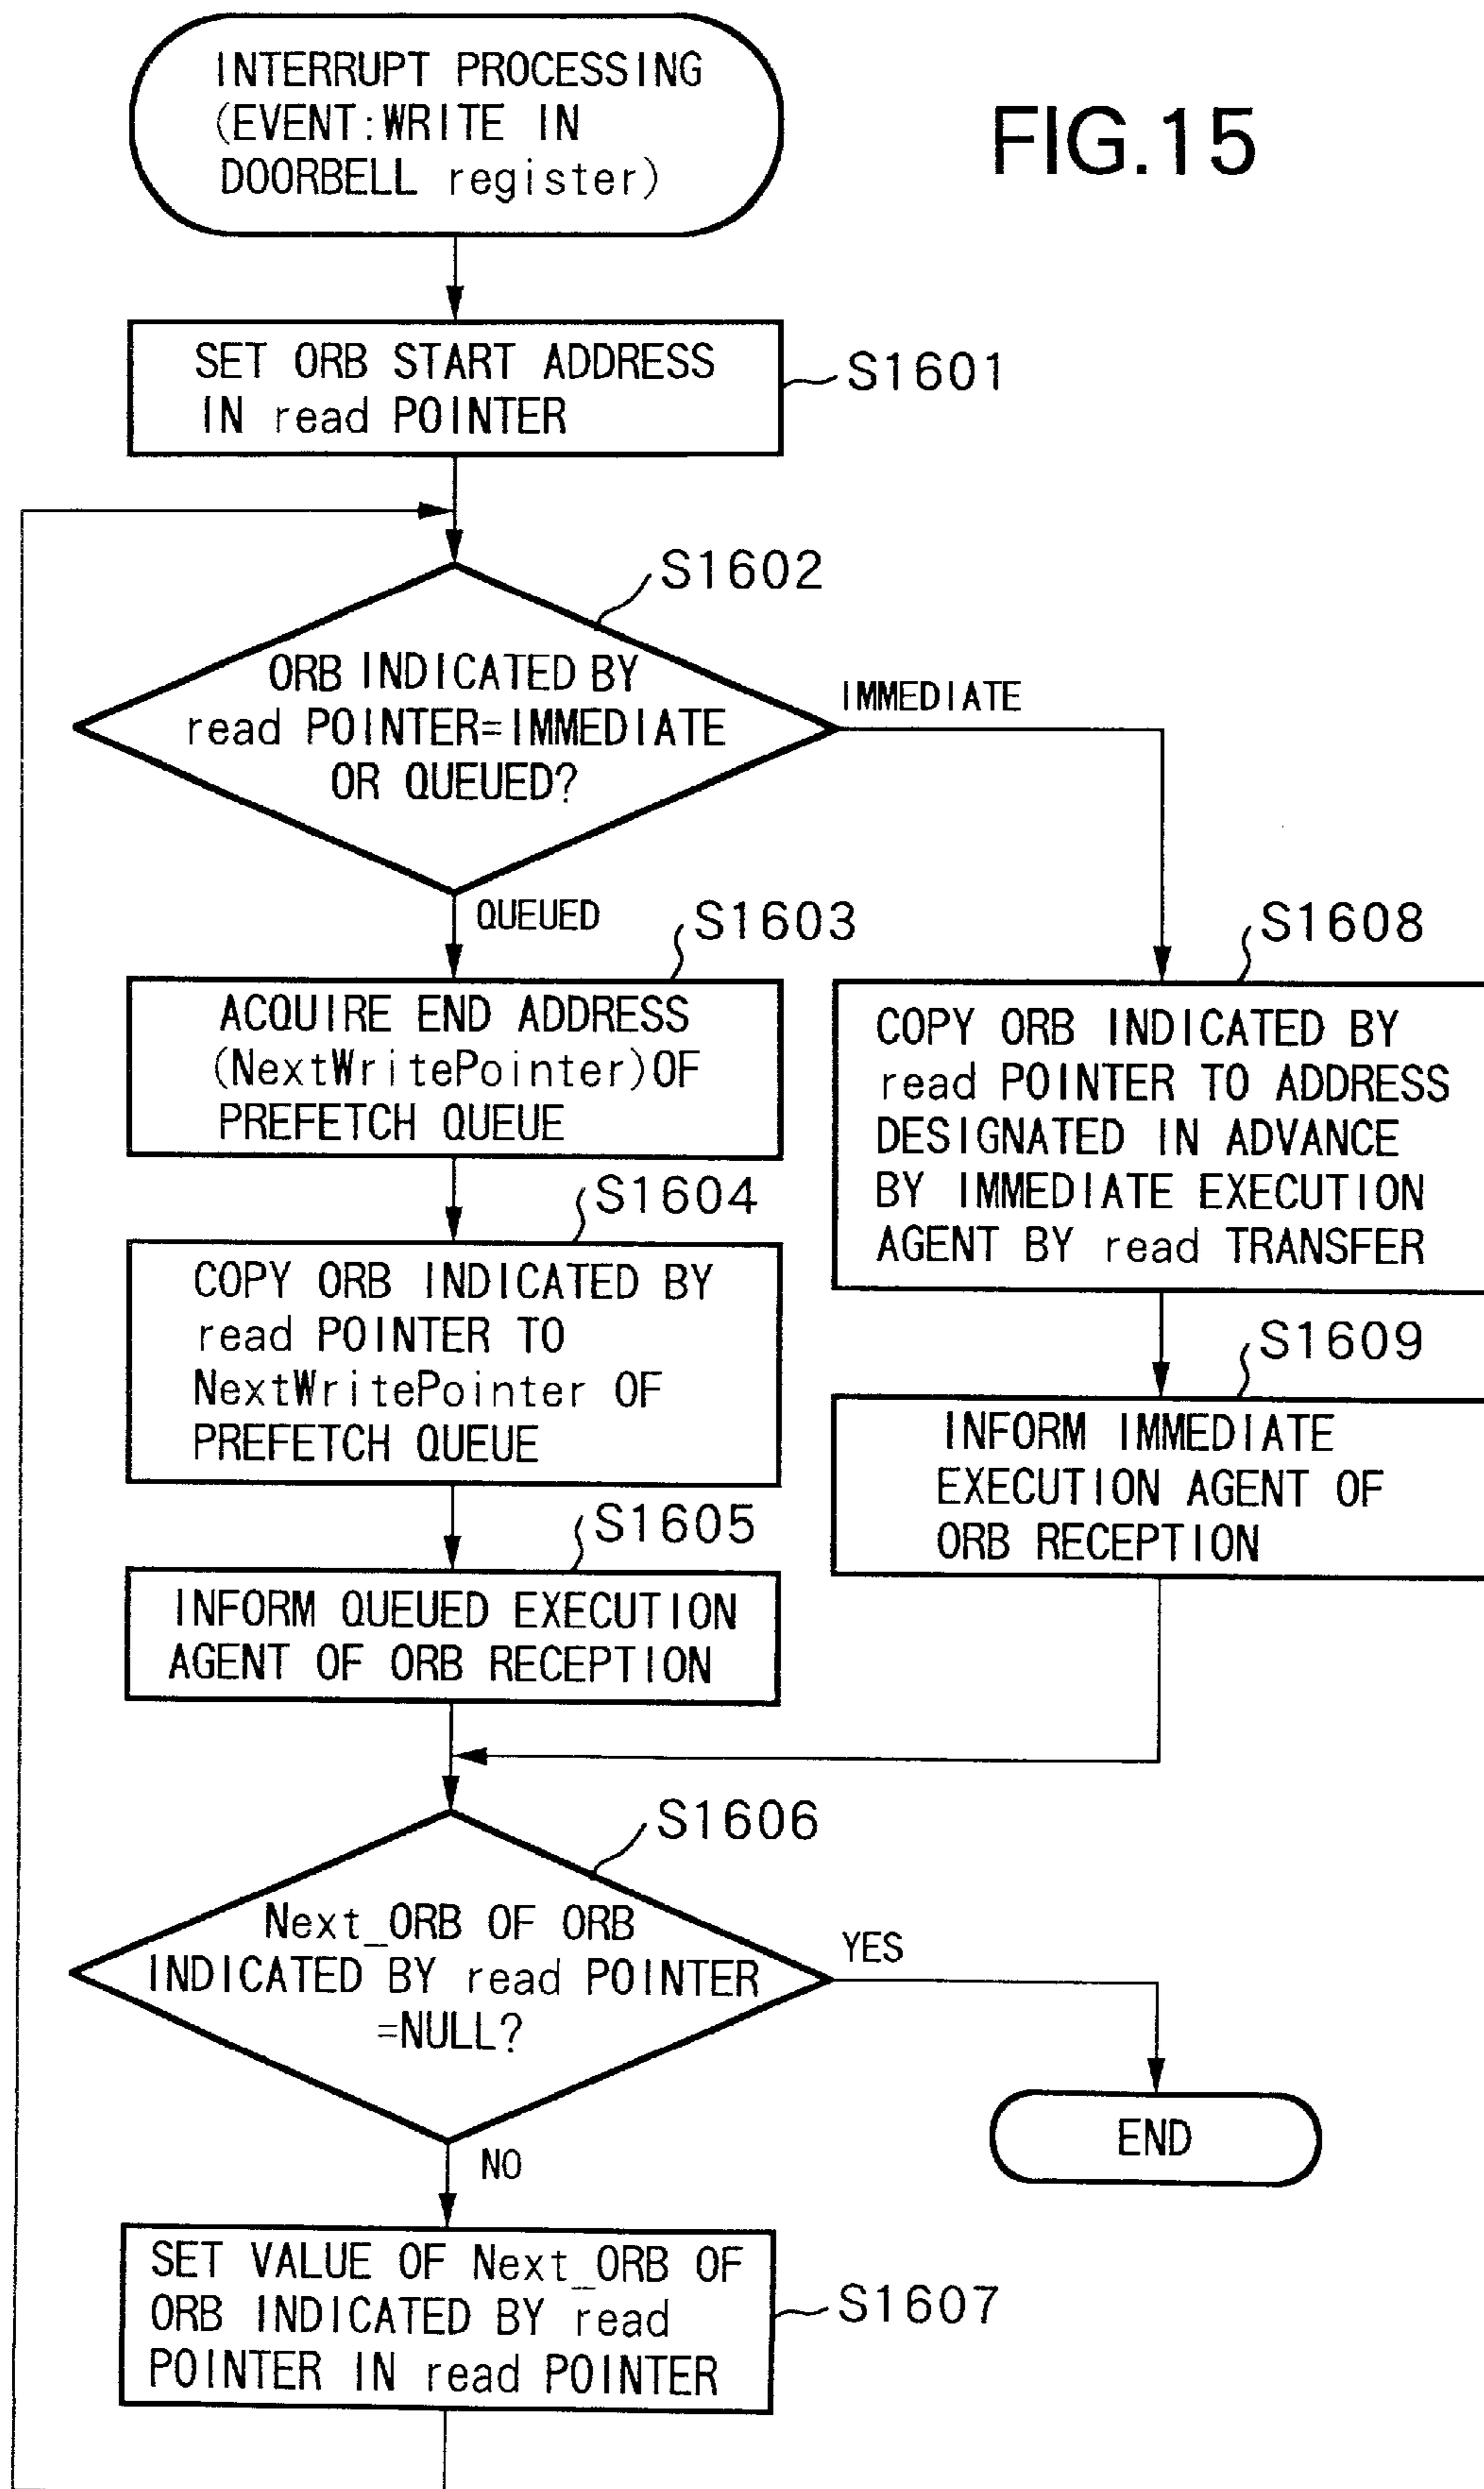 INTERRUPT PROCESSING
(EVENT:WRITE IN
DOORBELL register)
FIG.15
SET ORB START ADDRESS
IN read POINTER
S1601
S1602
ORB INDICATED BY
read POINTER=IMMEDIATE
OR QUEUED?
IMMEDIATE
QUEUED
S1603
ACQUIRE END ADDRESS
(NextWritePointer)OF
PREFETCH QUEUE
S1604
COPY ORB INDICATED BY
read POINTER TO
NextWritePointer OF
PREFETCH QUEUE
S1605
INFORM QUEUED EXECUTION
AGENT OF ORB RECEPTION
S1608
COPY ORB INDICATED BY
read POINTER TO ADDRESS
DESIGNATED IN ADVANCE
BY IMMEDIATE EXECUTION
AGENT BY read TRANSFER
S1609
INFORM IMMEDIATE
EXECUTION AGENT OF
ORB RECEPTION
S1606
Next_ORB OF ORB
INDICATED BY read POINTER
=NULL?
YES
END
NO
SET VALUE OF Next_ORB OF
ORB INDICATED BY read
POINTER IN read POINTER
S1607